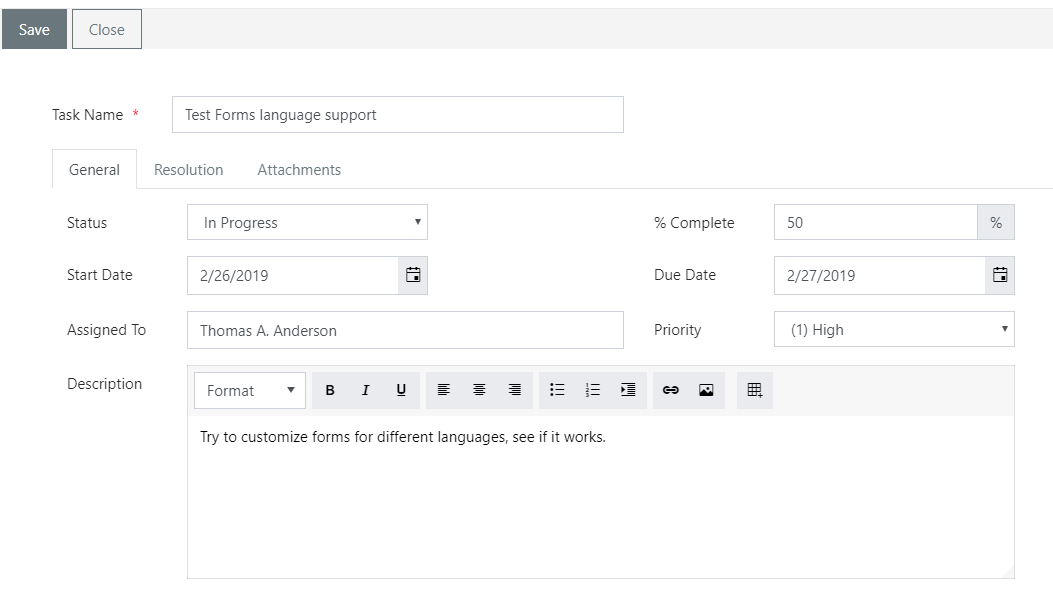 Save Close
Task Name * Test Forms language support
General Resolution Attachments
Status In Progress % Complete 50 %
Start Date 2/26/2019 Due Date 2/27/2019
Assigned To Thomas A. Anderson Priority (1) High
Description Format B I U
Try to customize forms for different languages, see if it works.